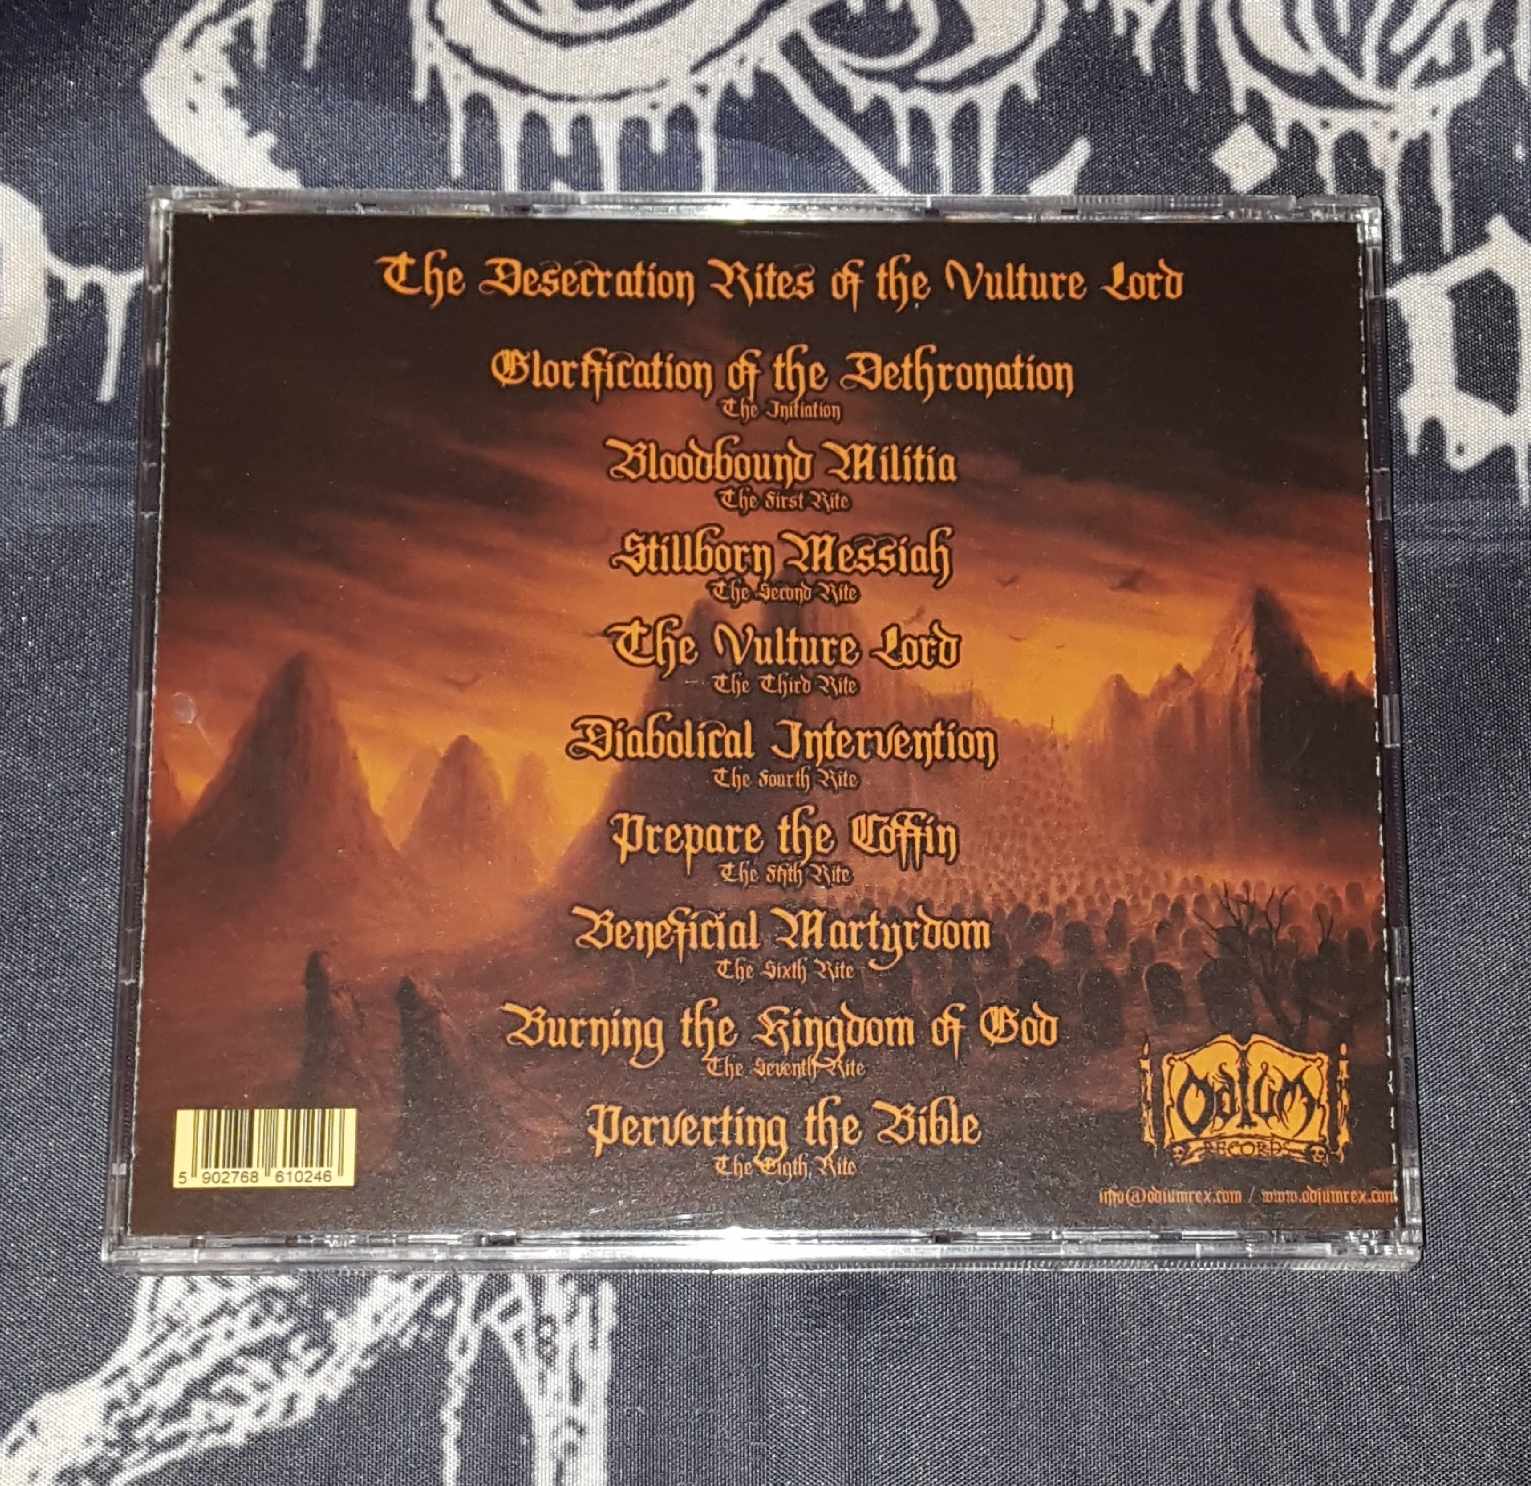 The Desecration Rites of the Vulture Lord
Glorification of the Dethronation
The Initiation
Bloodbound Militia
The First Rite
Stillborn Messiah
The Second Rite
The Vulture Lord
The Third Rite
Diabolical Intervention
The Fourth Rite
Prepare the Coffin
The Fifth Rite
Beneficial Martyrdom
The Sixth Rite
Burning the Kingdom of God
The Seventh Rite
Perverting the Bible
The Eigth Rite
Odium
Records
5 902768 610246
info@odiumrex.com / www.odiumrex.com